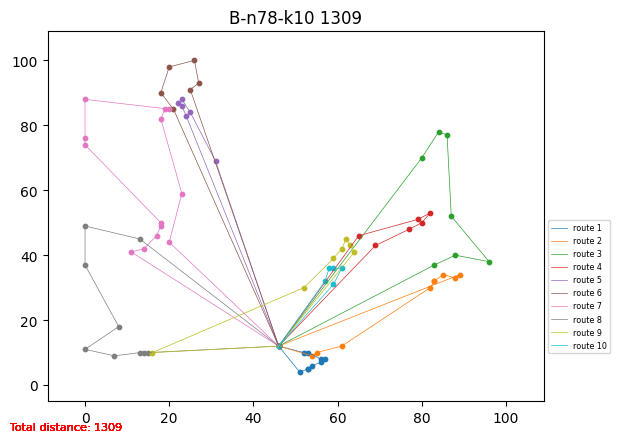 B-n78-k10 1309
100
80
60
40
20
0
0
20
40
60
80
100
route 1
route 2
route 3
route 4
route 5
route 6
route 7
route 8
route 9
route 10
Total distance: 1309